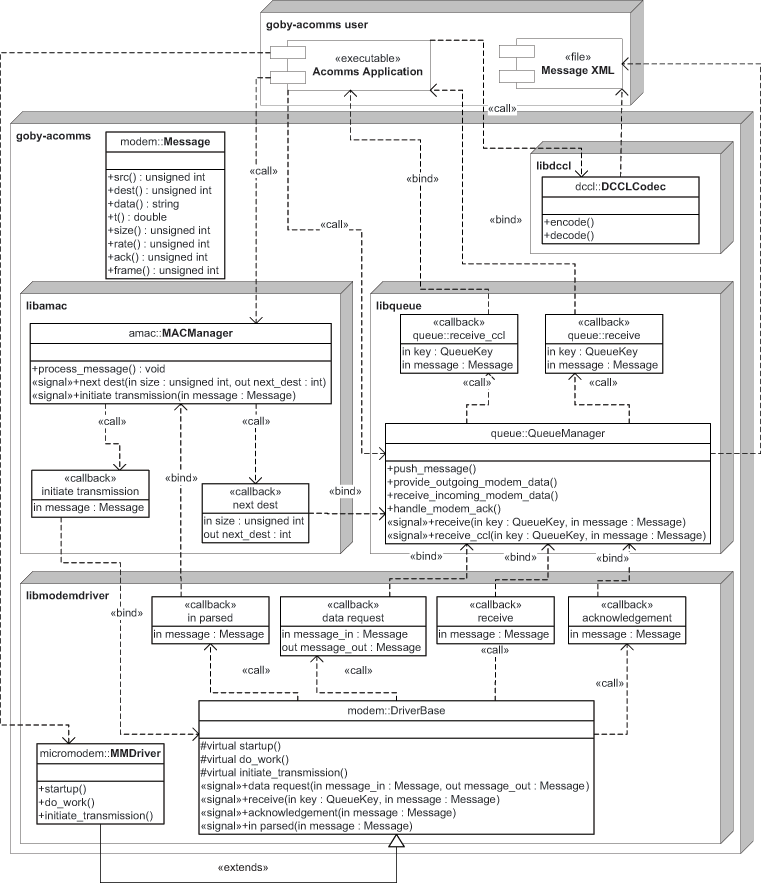 goby-acomms user
«executable»
Acomms Application
«file»
Message XML
«call»
goby-acomms
modem::Message
+src() : unsigned int
+dest() : unsigned int
+data() : string
+t() : double
+size() : unsigned int
+rate() : unsigned int
+ack() : unsigned int
+frame() : unsigned int
«call»
«call»
«bind»
«bind»
libdccl
dccl::DCCLCodec
+encode()
+decode()
libamac
amac::MACManager
+process_message() : void
«signal»+next dest(in size : unsigned int, out next_dest : int)
«signal»+initiate transmission(in message : Message)
«call»
«call»
«callback»
initiate transmission
in message : Message
«bind»
«callback»
next dest
in size : unsigned int
out next_dest : int
«bind»
libqueue
«callback»
queue::receive_ccl
in key : QueueKey
in message : Message
«callback»
queue::receive
in key : QueueKey
in message : Message
«call»
«call»
queue::QueueManager
+push_message()
+provide_outgoing_modem_data()
+receive_incoming_modem_data()
+handle_modem_ack()
«signal»+receive(in key : QueueKey, in message : Message)
«signal»+receive_ccl(in key : QueueKey, in message : Message)
«bind»
«bind»
«bind»
libmodemdriver
«bind»
«callback»
in parsed
in message : Message
«callback»
data request
in message_in : Message
out message_out : Message
«callback»
receive
in message : Message
«callback»
acknowledgement
in message : Message
«call»
«call»
«call»
«call»
modem::DriverBase
#virtual startup()
#virtual do_work()
#virtual initiate_transmission()
«signal»+data request(in message_in : Message, out message_out : Message)
«signal»+receive(in key : QueueKey, in message : Message)
«signal»+acknowledgement(in message : Message)
«signal»+in parsed(in message : Message)
micromodem::MMDriver
+startup()
+do_work()
+initiate_transmission()
«extends»